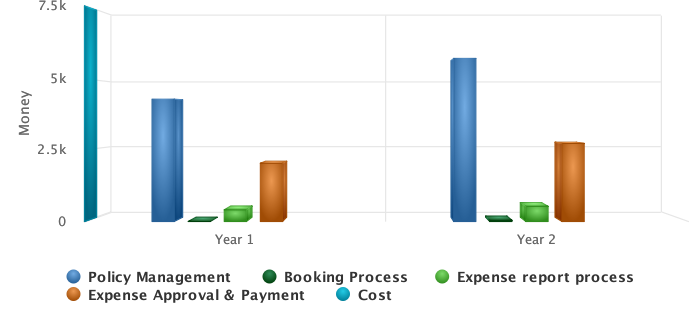 7.5k
5k
2.5k
0
Money
Year 1 Year 2
Policy Management Booking Process Expense report process
Expense Approval & Payment Cost